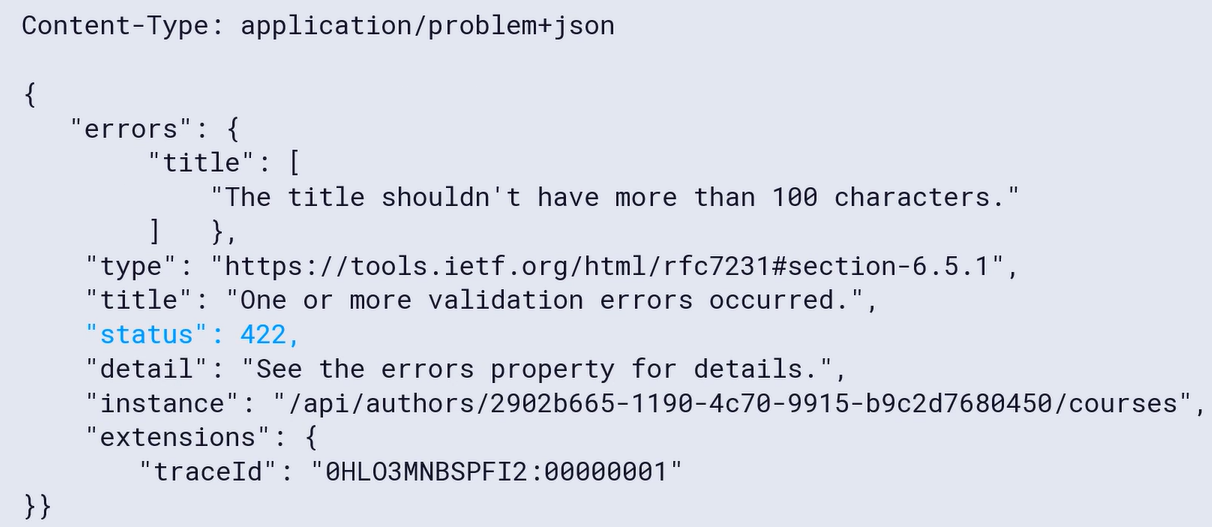 Content-Type: application/problem+json
{
"errors": {
"title": [
"The title shouldn't have more than 100 characters."
] },
"type": "https://tools.ietf.org/html/rfc7231#section-6.5.1",
"title": "One or more validation errors occurred.",
"status": 422,
"detail": "See the errors property for details.",
"instance": "/api/authors/2902b665-1190-4c70-9915-b9c2d7680450/courses",
"extensions": {
"traceId": "0HLO3MNBSPFI2:00000001"
}}